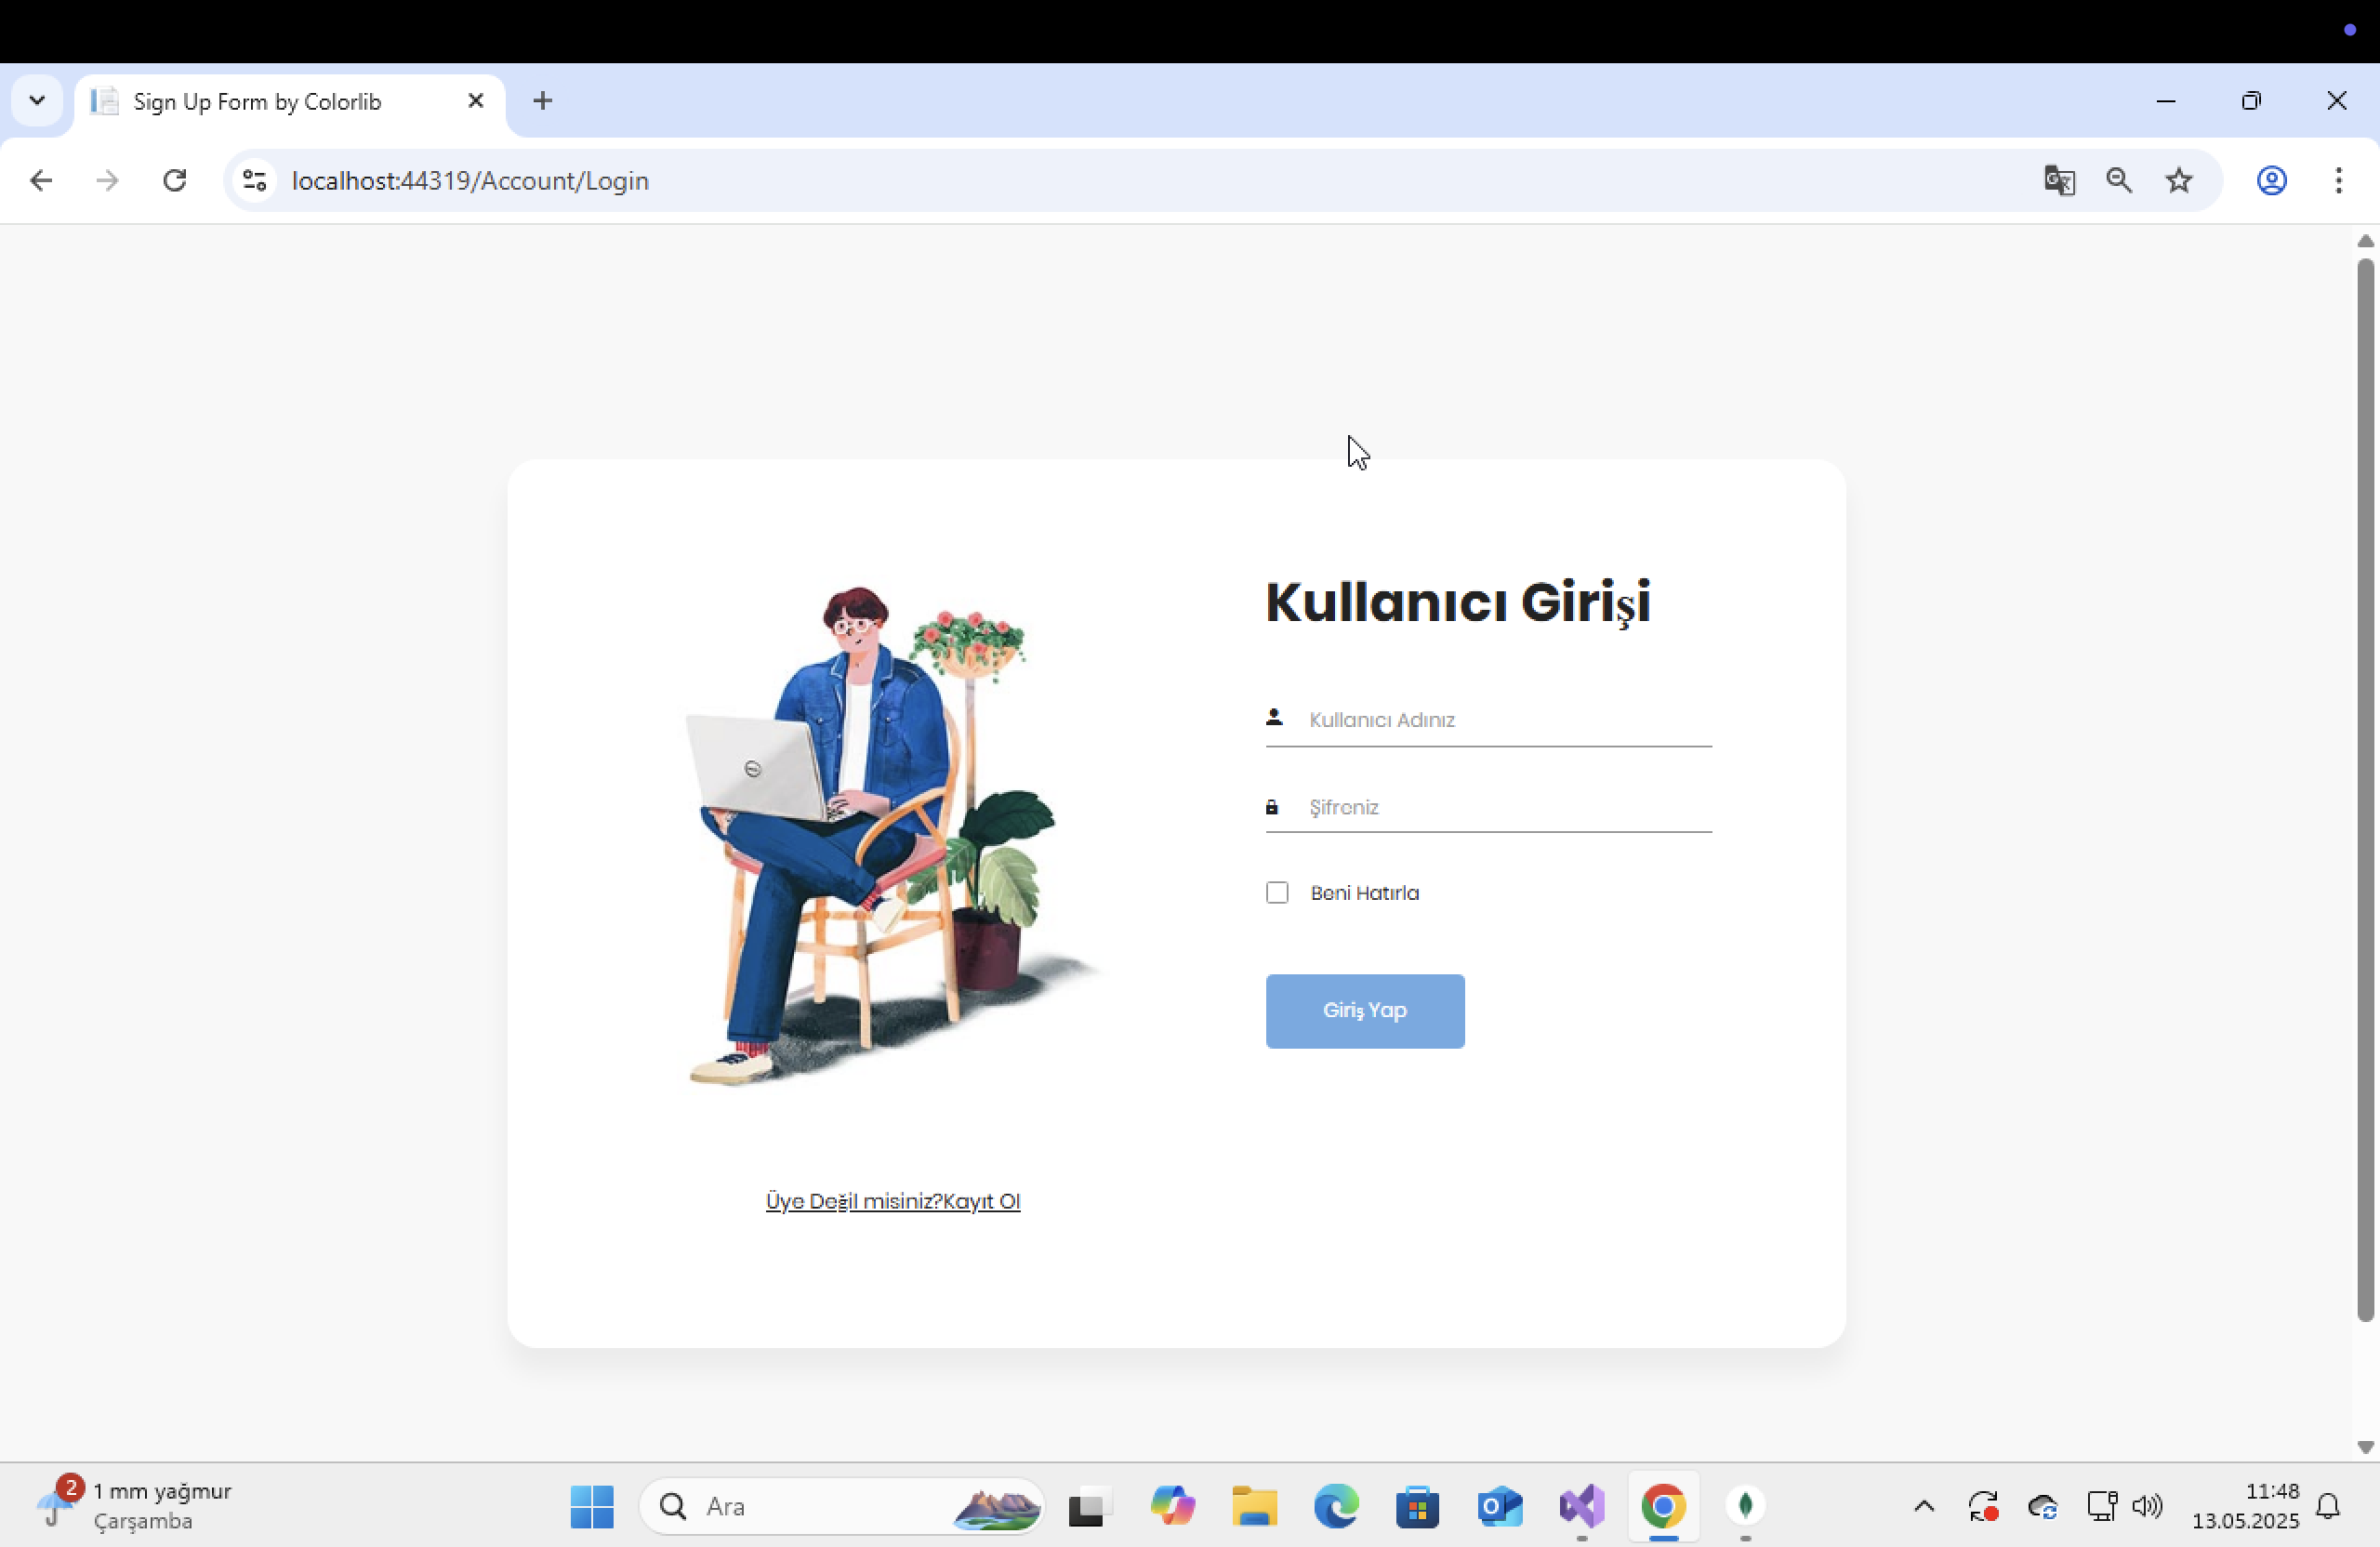 Sign Up Form by Colorlib
localhost:44319/Account/Login
Kullanıcı Girişi
Kullanıcı Adınız
Şifreniz
Beni Hatırla
Giriş Yap
Üye Değil misiniz?Kayıt Ol
2
1 mm yağmur
Çarşamba
Ara
11:48
13.05.2025